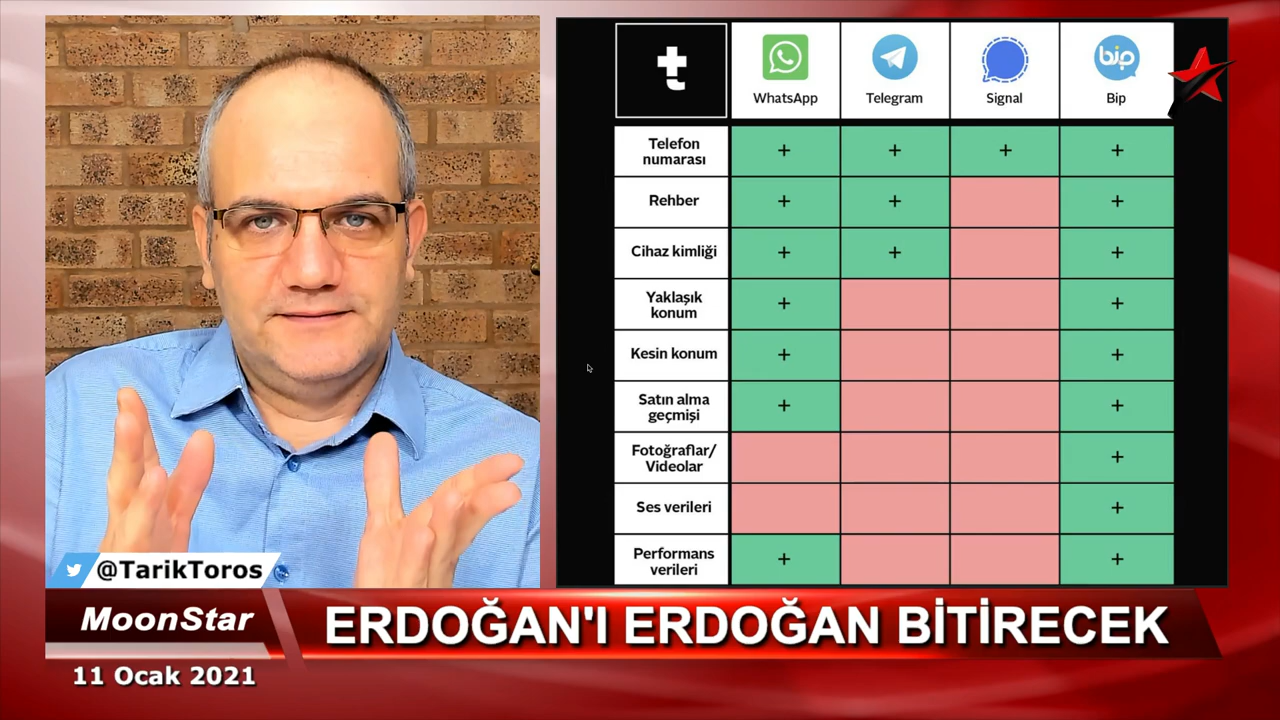 t
WhatsApp
Telegram
Signal
bip
Bip
Telefon
numarası
+ + + +
Rehber
+ + +
Cihaz kimliği
+ + +
Yaklaşık
konum
+ +
Kesin konum
+ +
Satın alma
geçmişi
+ +
Fotoğraflar/
Videolar
+
Ses verileri
+
Performans
verileri
+ +
@TarikToros
MoonStar
ERDOĞAN'I ERDOĞAN BİTİRECEK
11 Ocak 2021